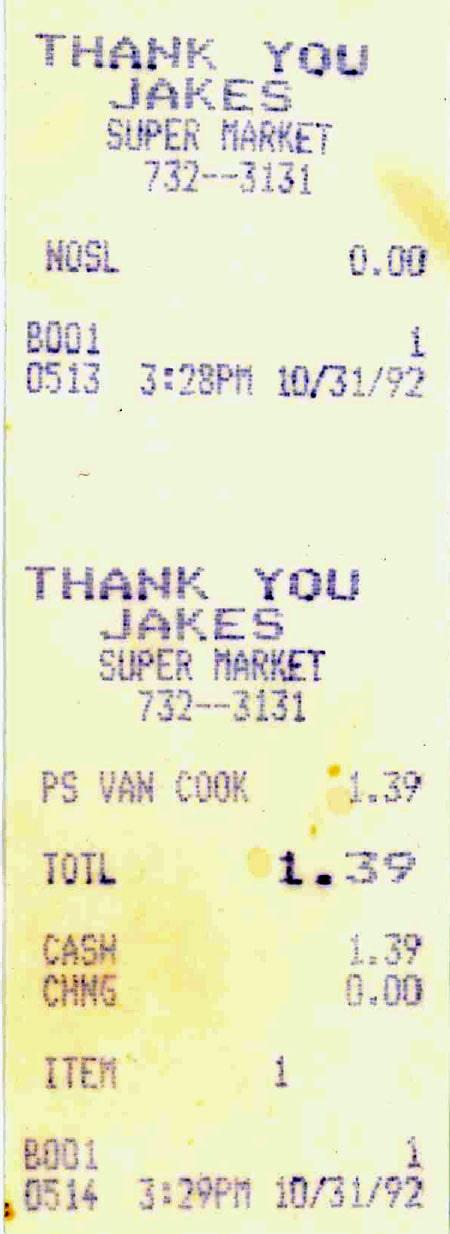 THANK YOU
JAKES
SUPER MARKET
732--3131
NOSL 0.00
B001 1
0513 3:28PM 10/31/92
THANK YOU
JAKES
SUPER MARKET
732--3131
PS VAN COOK 1.39
TOTL 1.39
CASH 1.39
CHNG 0.00
ITEM 1
B001 1
0514 3:29PM 10/31/92